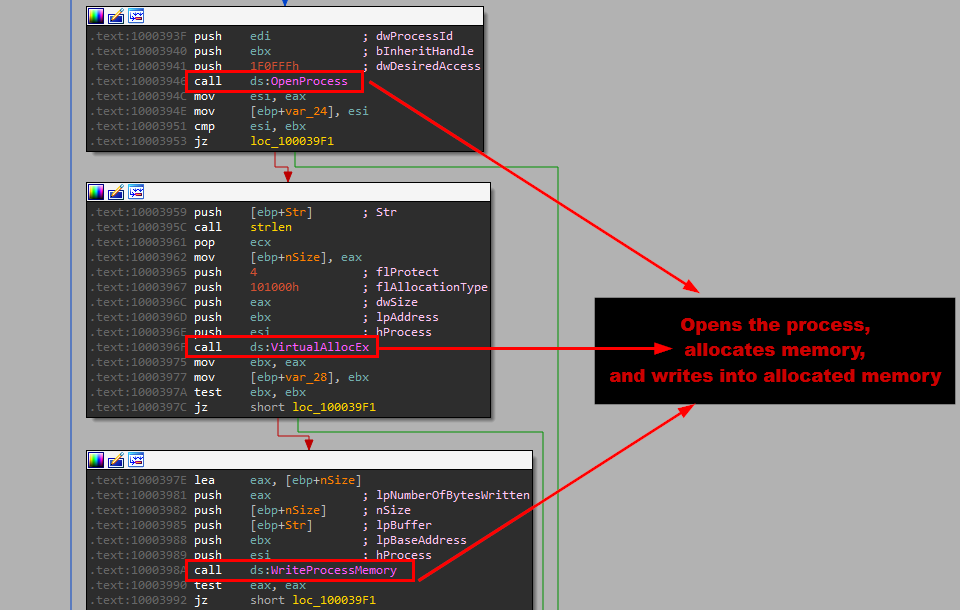 .text:1000393F push edi ; dwProcessId
.text:10003940 push ebx ; bInheritHandle
.text:10003941 push 1F0FFFh ; dwDesiredAccess
.text:10003946 call ds:OpenProcess
.text:1000394C mov esi, eax
.text:1000394E mov [ebp+var_24], esi
.text:10003951 cmp esi, ebx
.text:10003953 jz loc_100039F1
.text:10003959 push [ebp+Str] ; Str
.text:1000395C call strlen
.text:10003961 pop ecx
.text:10003962 mov [ebp+nSize], eax
.text:10003965 push 4 ; flProtect
.text:10003967 push 101000h ; flAllocationType
.text:1000396C push eax ; dwSize
.text:1000396D push ebx ; lpAddress
.text:1000396E push esi ; hProcess
.text:1000396F call ds:VirtualAllocEx
.text:10003975 mov ebx, eax
.text:10003977 mov [ebp+var_28], ebx
.text:1000397A test ebx, ebx
.text:1000397C jz short loc_100039F1
Opens the process,
allocates memory,
and writes into allocated memory
.text:1000397E lea eax, [ebp+nSize]
.text:10003981 push eax ; lpNumberOfBytesWritten
.text:10003982 push [ebp+nSize] ; nSize
.text:10003985 push [ebp+Str] ; lpBuffer
.text:10003988 push ebx ; lpBaseAddress
.text:10003989 push esi ; hProcess
.text:1000398A call ds:WriteProcessMemory
.text:10003990 test eax, eax
.text:10003992 jz short loc_100039F1